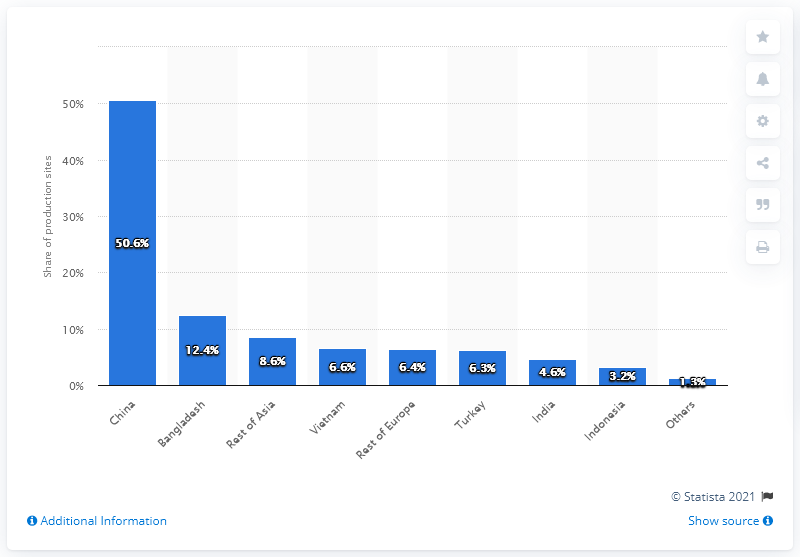 Share of production sites
50%
40%
30%
20%
10%
0%
50.6%
12.4%
8.6%
6.6%
6.4%
6.3%
4.6%
3.2%
1.3%
China
Bangladesh
Rest of Asia
Vietnam
Rest of Europe
Turkey
India
Indonesia
Others
© Statista 2021
Additional Information
Show source